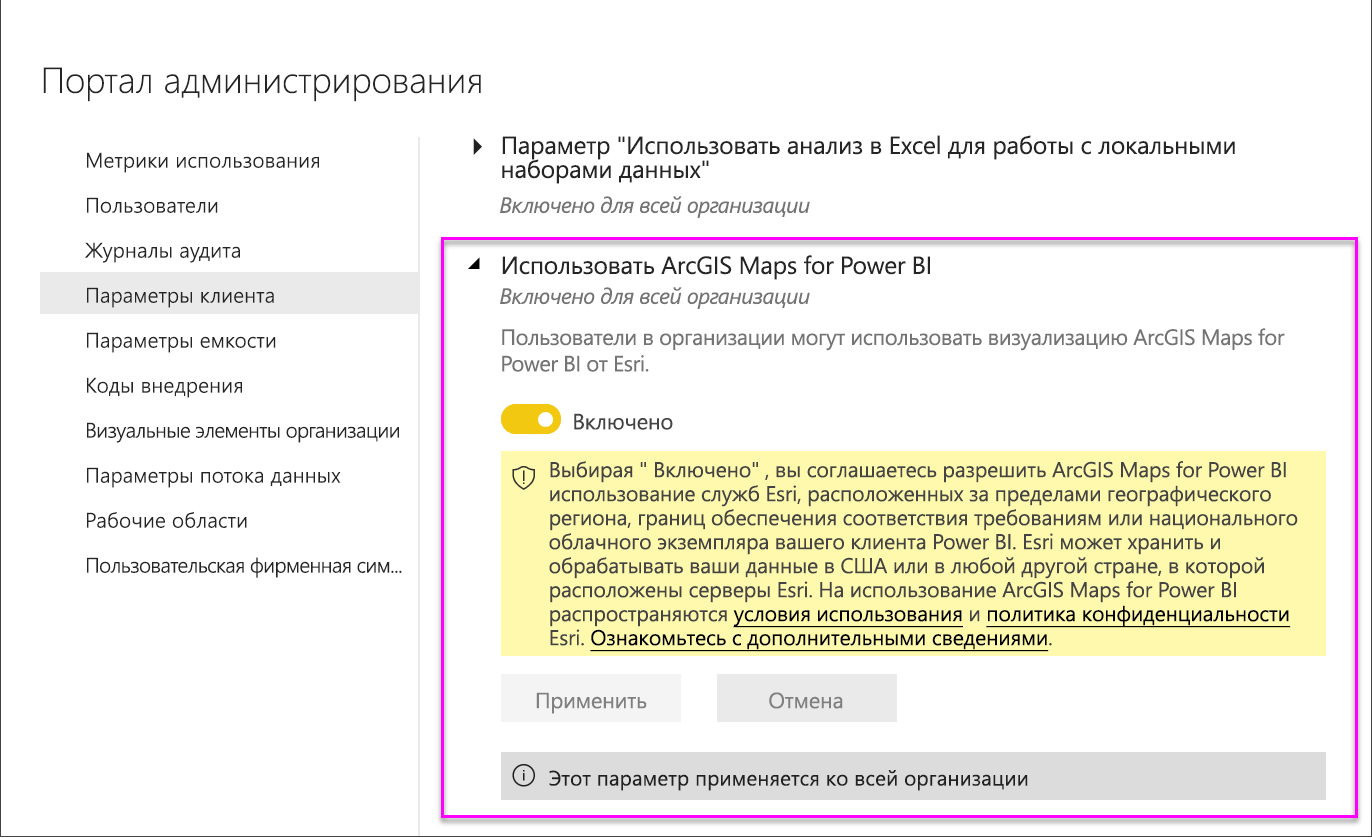 Портал администрирования
Метрики использования
Пользователи
Журналы аудита
Параметры клиента
Параметры емкости
Коды внедрения
Визуальные элементы организации
Параметры потока данных
Рабочие области
Пользовательская фирменная сим...
Параметр "Использовать анализ в Excel для работы с локальными
наборами данных"
Включено для всей организации
Использовать ArcGIS Maps for Power BI
Включено для всей организации
Пользователи в организации могут использовать визуализацию ArcGIS Maps for
Power BI от Esri.
Включено
Выбирая " Включено" , вы соглашаетесь разрешить ArcGIS Maps for Power BI
использование служб Esri, расположенных за пределами географического
региона, границ обеспечения соответствия требованиям или национального
облачного экземпляра вашего клиента Power BI. Esri может хранить и
обрабатывать ваши данные в США или в любой другой стране, в которой
расположены серверы Esri. На использование ArcGIS Maps for Power BI
распространяются условия использования и политика конфиденциальности
Esri. Ознакомьтесь с дополнительными сведениями.
Применить
Отмена
Этот параметр применяется ко всей организации